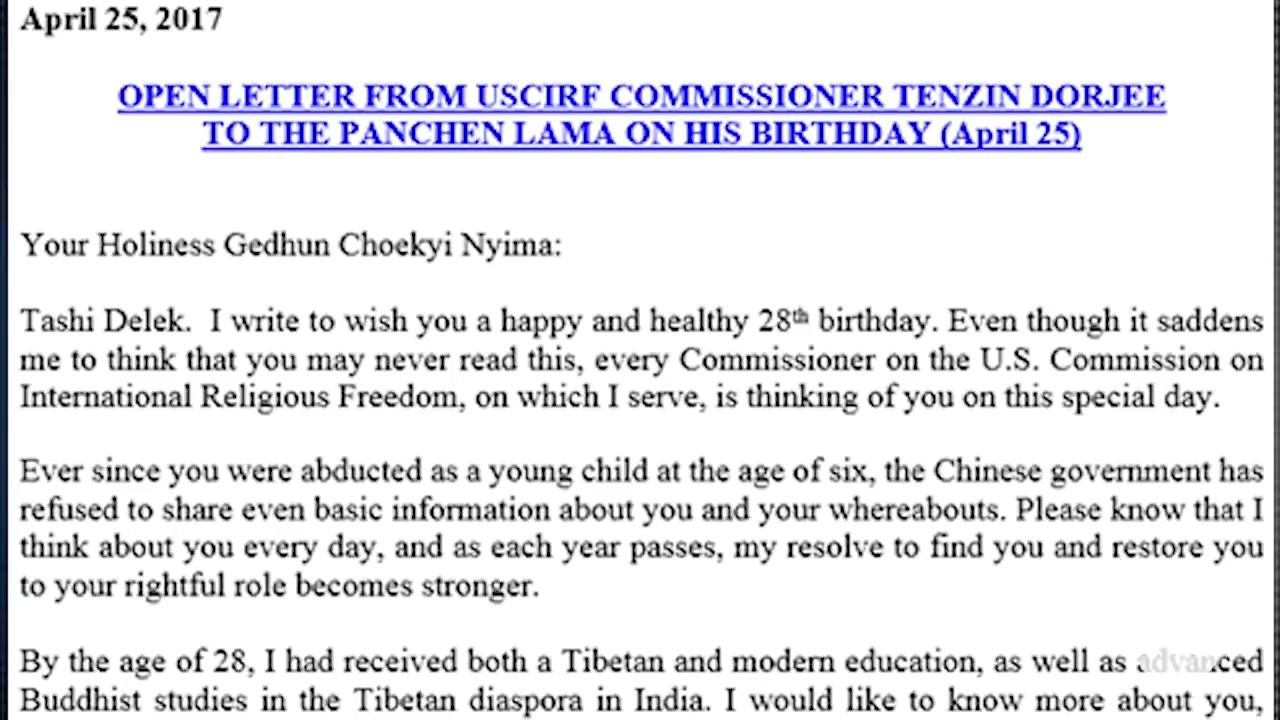 April 25, 2017
OPEN LETTER FROM USCIRF COMMISSIONER TENZIN DORJEE
TO THE PANCHEN LAMA ON HIS BIRTHDAY (April 25)
Your Holiness Gedhun Choekyi Nyima:
Tashi Delek.  I write to wish you a happy and healthy 28th birthday. Even though it saddens
me to think that you may never read this, every Commissioner on the U.S. Commission on
International Religious Freedom, on which I serve, is thinking of you on this special day.
Ever since you were abducted as a young child at the age of six, the Chinese government has
refused to share even basic information about you and your whereabouts. Please know that I
think about you every day, and as each year passes, my resolve to find you and restore you
to your rightful role becomes stronger.
By the age of 28, I had received both a Tibetan and modern education, as well as advanced
Buddhist studies in the Tibetan diaspora in India. I would like to know more about you,